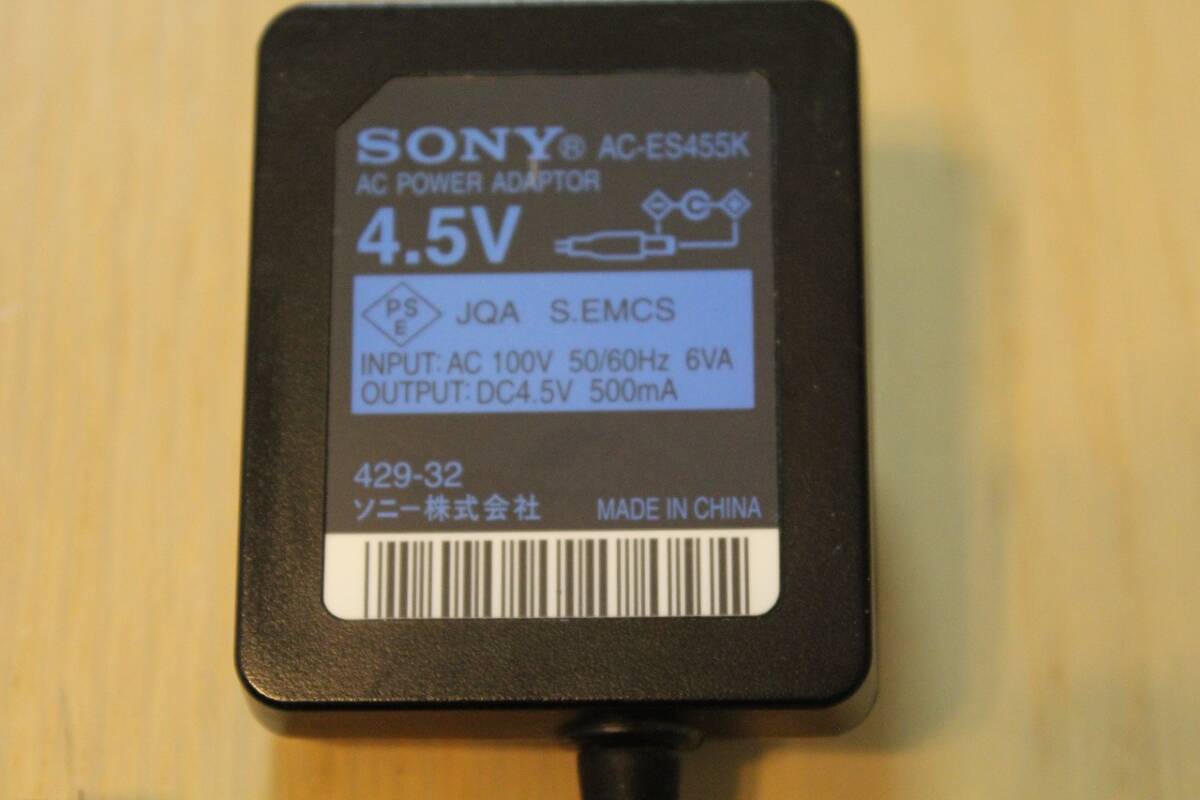 SONY® AC-ES455K
AC POWER ADAPTOR
4.5V
PSE JQA S.EMCS
INPUT: AC 100V 50/60Hz 6VA
OUTPUT: DC4.5V 500mA
429-32
ソニー株式会社 MADE IN CHINA